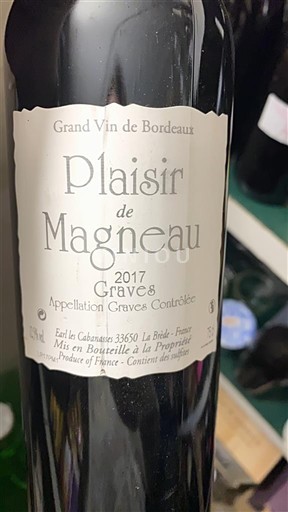 Grand Vin de Bordeaux
Plaisir
de
Magneau
2017
Graves
Appellation Graves Contrôlée
Earl les Cabanasses 33650 La Brède - France
Mis en Bouteille à la Propriété
Produce of France - Contient des sulfites